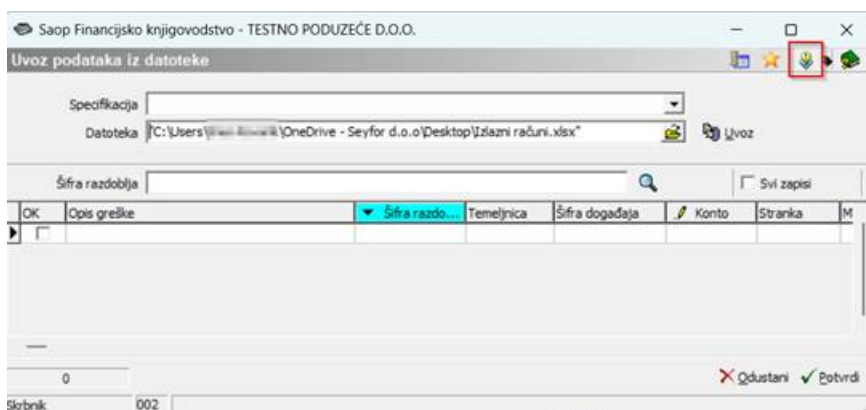 Saop Financijsko knjigovodstvo - TESTNO PODUZEĆE D.O.O.
Uvoz podataka iz datoteke
Specifikacija
Datoteka "C:\Users\ \OneDrive - Seyfor d.o.o\Desktop\Izlazni računi.xlsx" Uvoz
Šifra razdoblja Svi zapisi
OK Opis greške Šifra razdo... Temeljnica Šifra događaja Konto Stranka M
0 Odustani Potvrdi
Skrbnik 002